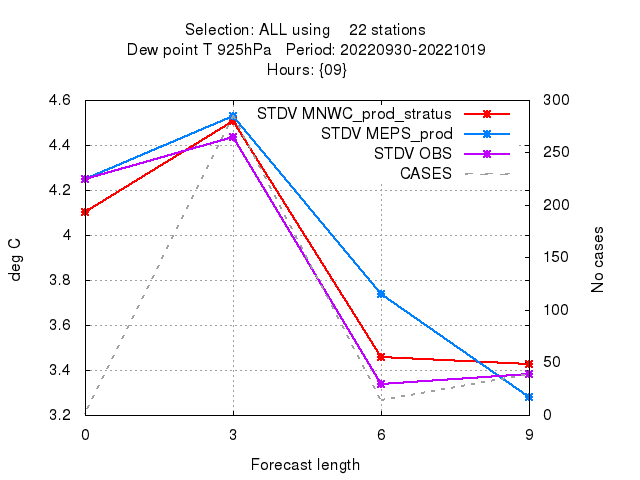 Selection: ALL using    22 stations
Dew point T 925hPa   Period: 20220930-20221019
Hours: {09}
STDV MNWC_prod_stratus
STDV MEPS_prod
STDV OBS
CASES
4.6
4.4
4.2
4
3.8
3.6
3.4
3.2
300
250
200
150
100
50
0
deg C
No cases
0 3 6 9
Forecast length